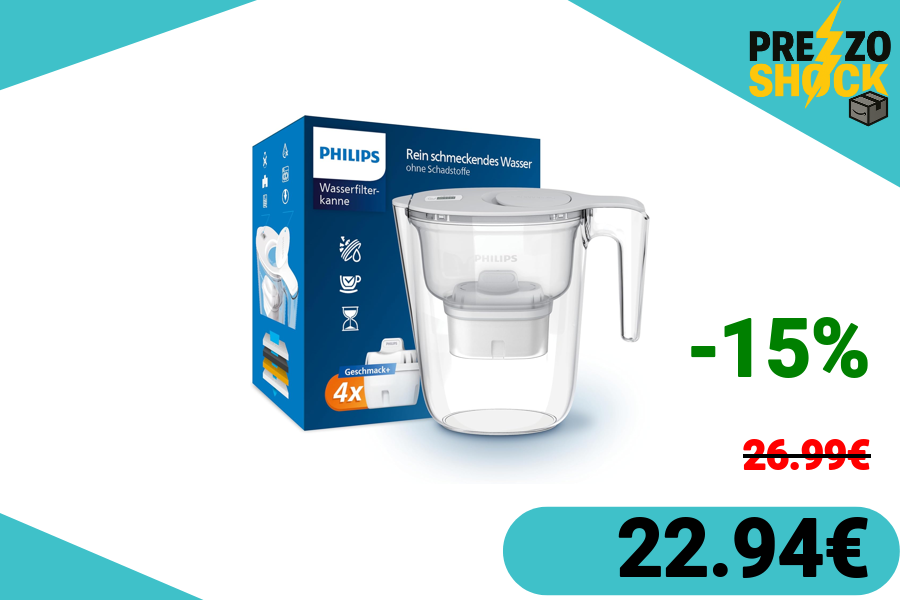 PREZZO
SHOCK
PHILIPS
Wasserfilter-
kanne
Rein schmeckendes Wasser
ohne Schadstoffe
PHILIPS
Geschmack+
4x
-15%
26.99€
22.94€